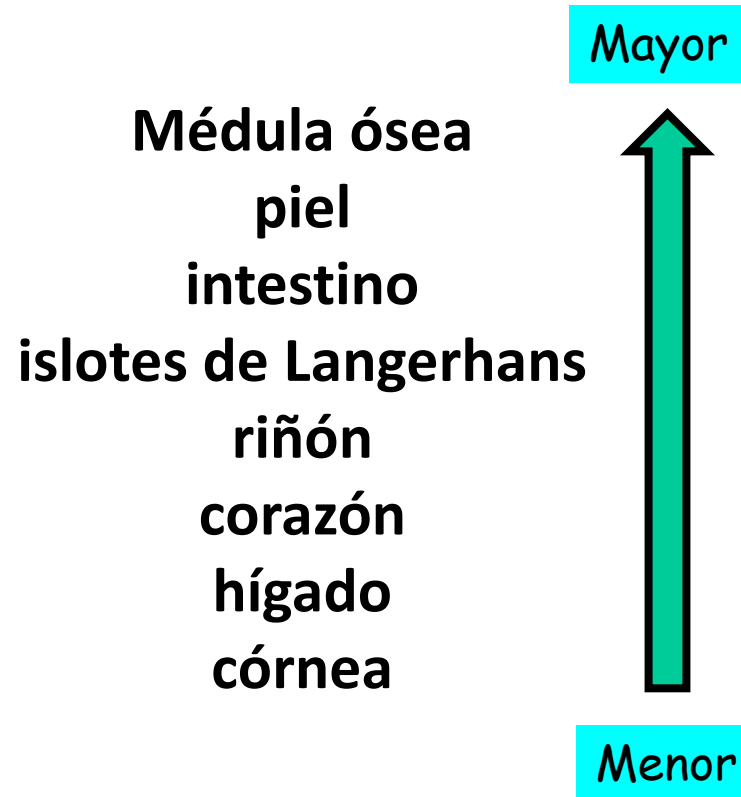 Mayor
Médula ósea
piel
intestino
islotes de Langerhans
riñón
corazón
hígado
córnea
Menor